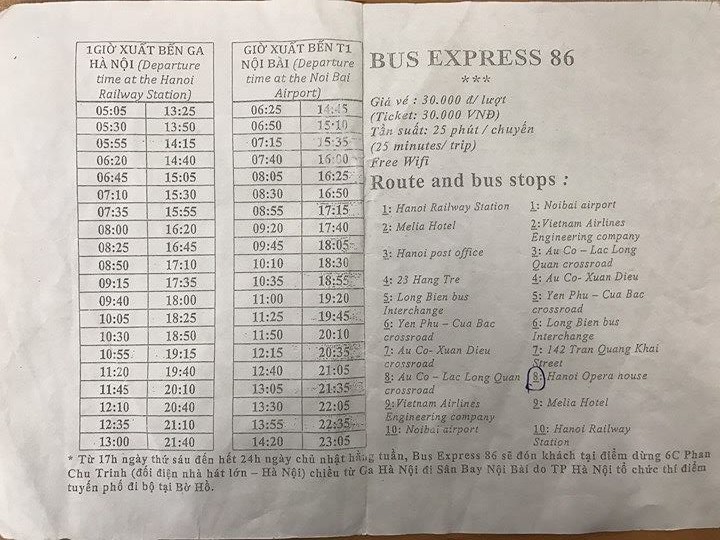 1GIỜ XUẤT BẾN GA
HÀ NỘI (Departure
time at the Hanoi
Railway Station)
05:05 13:25
05:30 13:50
05:55 14:15
06:20 14:40
06:45 15:05
07:10 15:30
07:35 15:55
08:00 16:20
08:25 16:45
08:50 17:10
09:15 17:35
09:40 18:00
10:05 18:25
10:30 18:50
10:55 19:15
11:20 19:40
11:45 20:10
12:10 20:40
12:35 21:10
13:00 21:40
GIỜ XUẤT BẾN T1
NỘI BÀI (Departure
time at the Noi Bai
Airport)
06:25 14:45
06:50 15:10
07:15 15:35
07:40 16:00
08:05 16:25
08:30 16:50
08:55 17:15
09:20 17:40
09:45 18:05
10:10 18:30
10:35 18:55
11:00 19:20
11:25 19:45
11:50 20:10
12:15 20:35
12:40 21:05
13:05 21:35
13:30 22:05
13:55 22:35
14:20 23:05
BUS EXPRESS 86
***
Giá vé : 30.000 đ/ lượt
(Ticket: 30.000 VNĐ)
Tần suất: 25 phút / chuyến
(25 minutes/ trip)
Free Wifi
Route and bus stops :
1: Hanoi Railway Station
2: Melia Hotel
3: Hanoi post office
4: 23 Hang Tre
5: Long Bien bus
Interchange
6: Yen Phu – Cua Bac
crossroad
7: Au Co- Xuan Dieu
crossroad
8: Au Co – Lac Long Quan
crossroad
9:Vietnam Airlines
Engineering company
10: Noibai airport
1: Noibai airport
2:Vietnam Airlines
Engineering company
3: Au Co – Lac Long
Quan crossroad
4: Au Co-Xuan Dieu
5: Yen Phu – Cua Bac
crossroad
6: Long Bien bus
Interchange
7: 142 Tran Quang Khai
Street
8: Hanoi Opera house
9: Melia Hotel
10: Hanoi Railway
Station
* Từ 17h ngày thứ sáu đến hết 24h ngày chủ nhật hằng tuần, Bus Express 86 sẽ đón khách tại điểm dừng 6C Phan
Chu Trinh (đối diện nhà hát lớn – Hà Nội) chiều từ Ga Hà Nội đi Sân Bay Nội Bài do TP Hà Nội tổ chức thí điểm
tuyến phố đi bộ tại Bờ Hồ.